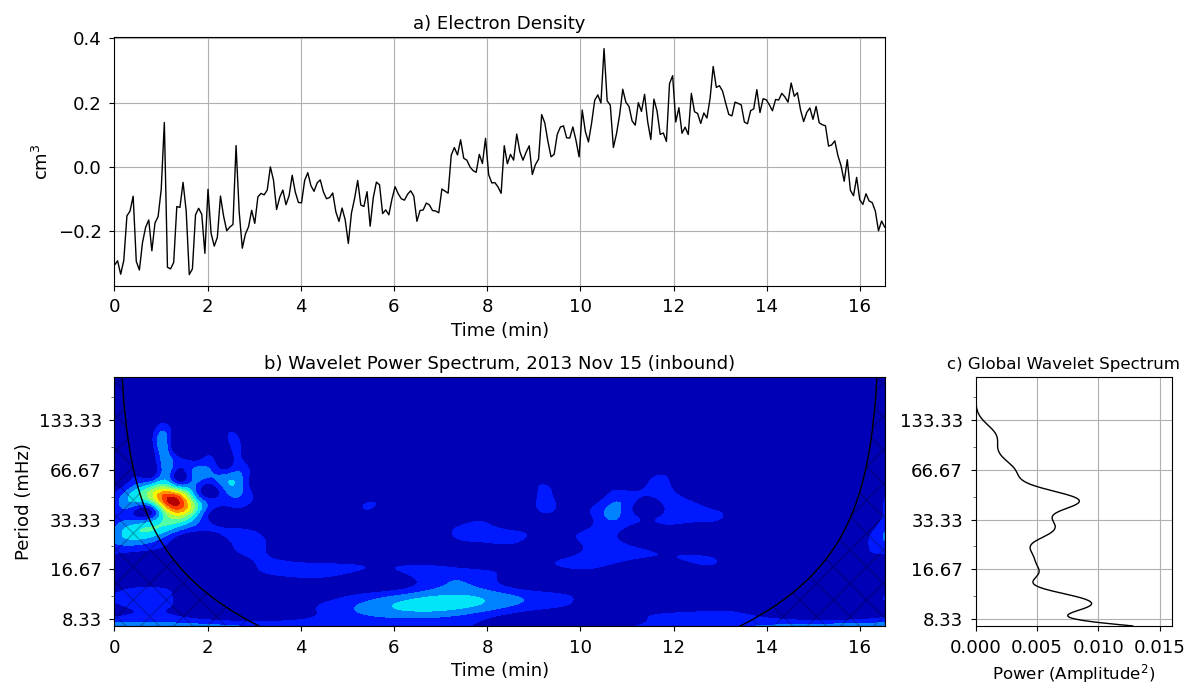 a) Electron Density
0.4
0.2
0.0
−0.2
cm³
0 2 4 6 8 10 12 14 16
Time (min)
b) Wavelet Power Spectrum, 2013 Nov 15 (inbound)
133.33
66.67
33.33
16.67
8.33
Period (mHz)
0 2 4 6 8 10 12 14 16
Time (min)
c) Global Wavelet Spectrum
133.33
66.67
33.33
16.67
8.33
0.000 0.005 0.010 0.015
Power (Amplitude²)